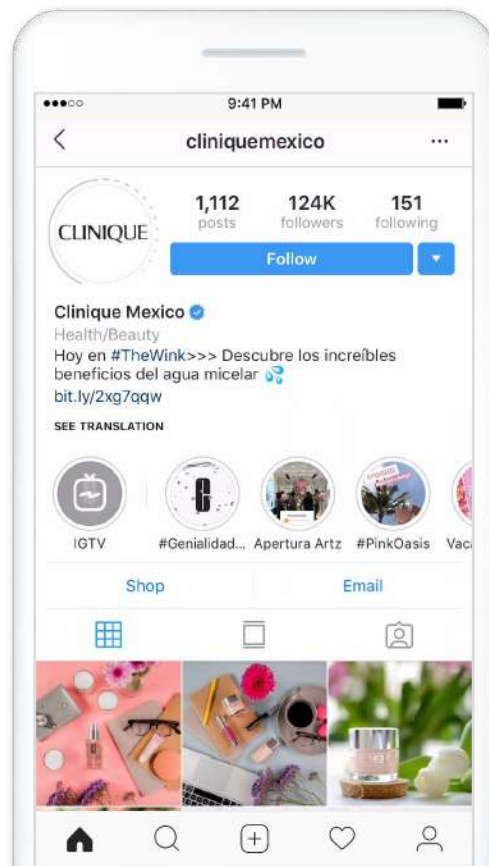 9:41 PM
cliniquemexico
CLINIQUE
1,112 124K 151
posts followers following
Follow
Clinique Mexico
Health/Beauty
Hoy en #TheWink>>> Descubre los increíbles
beneficios del agua micelar 💦
bit.ly/2xg7qqw
SEE TRANSLATION
IGTV #Genialidad... Apertura Artz #PinkOasis
Shop Email